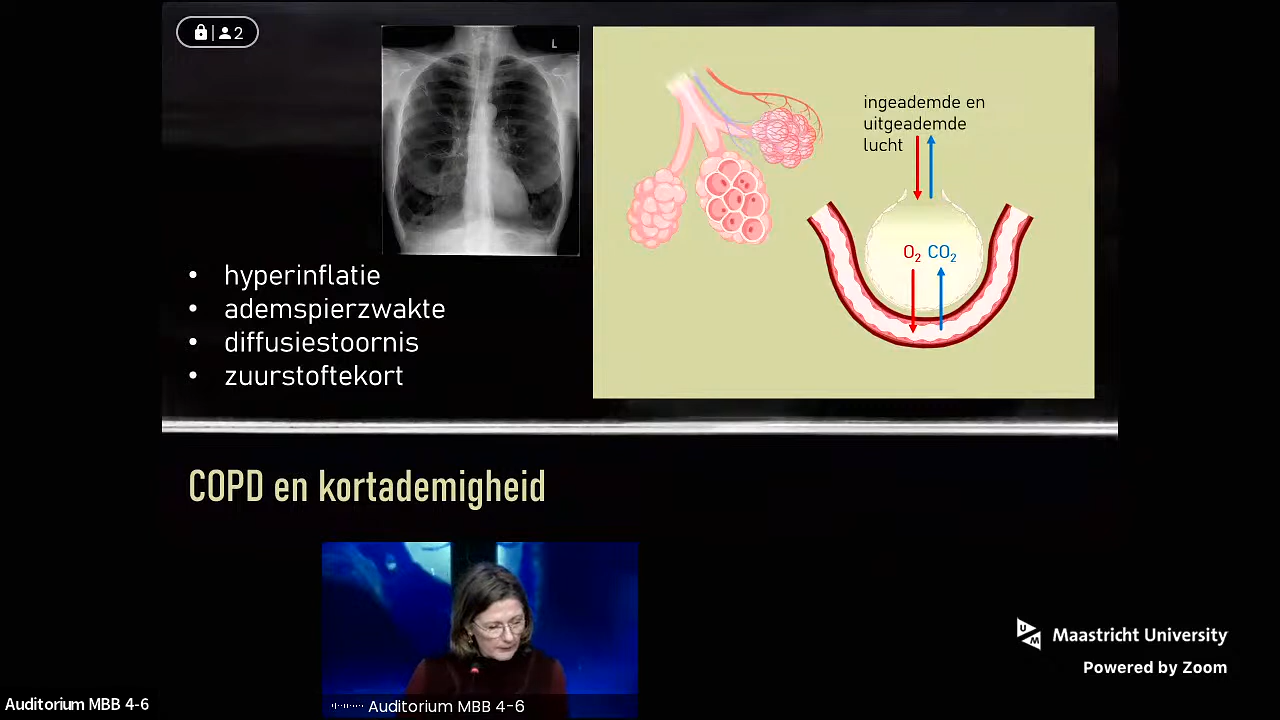 2
L
ingeademde en
uitgeademde
lucht
O₂ CO₂
• hyperinflatie
• ademspierzwakte
• diffusiestoornis
• zuurstoftekort
COPD en kortademigheid
UM Maastricht University
Powered by Zoom
Auditorium MBB 4-6
Auditorium MBB 4-6